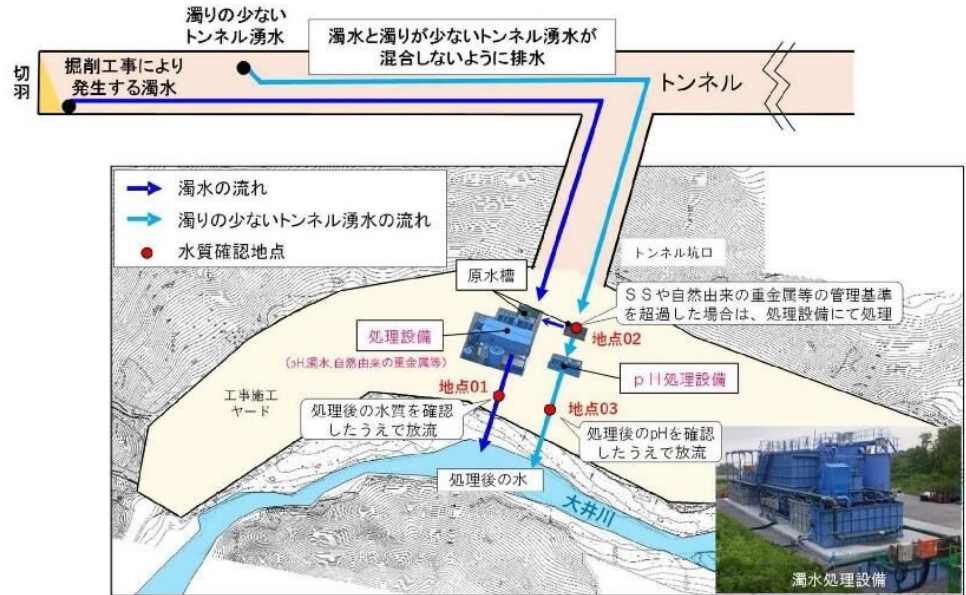 濁りの少ない
トンネル湧水
濁水と濁りが少ないトンネル湧水が
混合しないように排水
切羽
掘削工事により
発生する濁水
トンネル
濁水の流れ
濁りの少ないトンネル湧水の流れ
水質確認地点
トンネル坑口
原水槽
ＳＳや自然由来の重金属等の管理基準
を超過した場合は、処理設備にて処理
処理設備
(pH,濁水,自然由来の重金属等)
地点02
ｐＨ処理設備
地点01
工事施工
ヤード
処理後の水質を確認
したうえで放流
地点03
処理後のpHを確認
したうえで放流
処理後の水
大井川
濁水処理設備